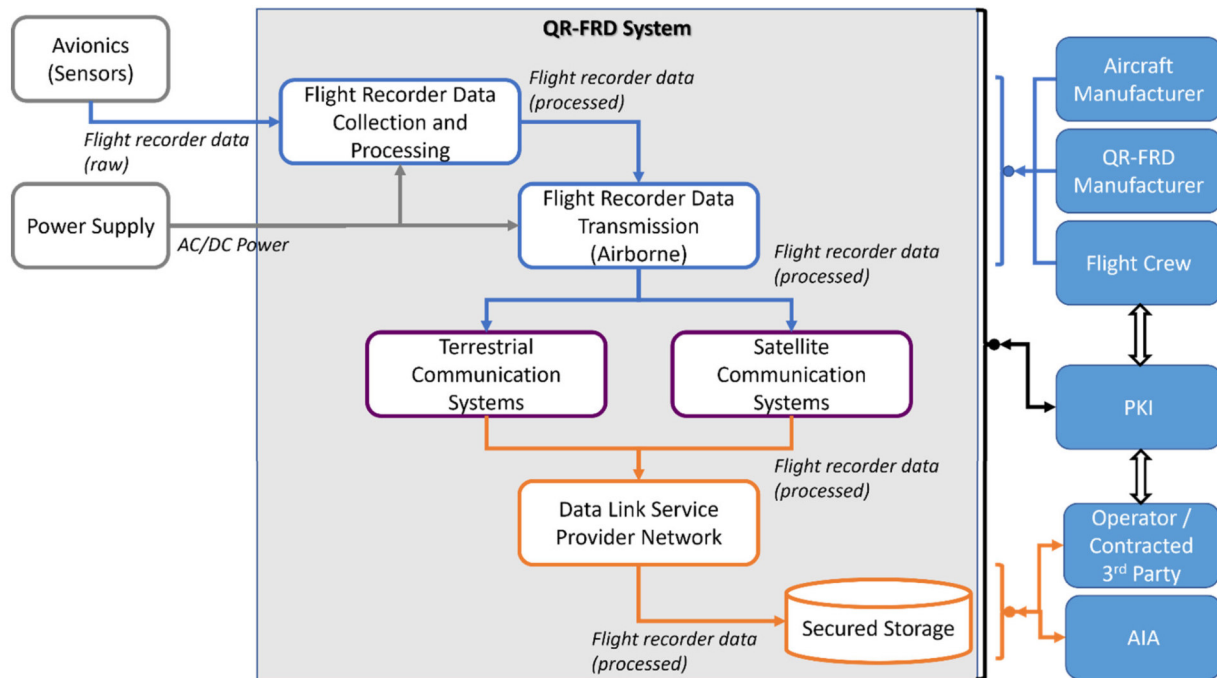 QR-FRD System
Avionics
(Sensors)
Flight recorder data
(raw)
Flight Recorder Data
Collection and
Processing
Flight recorder data
(processed)
Power Supply
AC/DC Power
Flight Recorder Data
Transmission
(Airborne)
Flight recorder data
(processed)
Terrestrial
Communication
Systems
Satellite
Communication
Systems
Flight recorder data
(processed)
Data Link Service
Provider Network
Flight recorder data
(processed)
Secured Storage
Aircraft
Manufacturer
QR-FRD
Manufacturer
Flight Crew
PKI
Operator /
Contracted
3rd Party
AIA